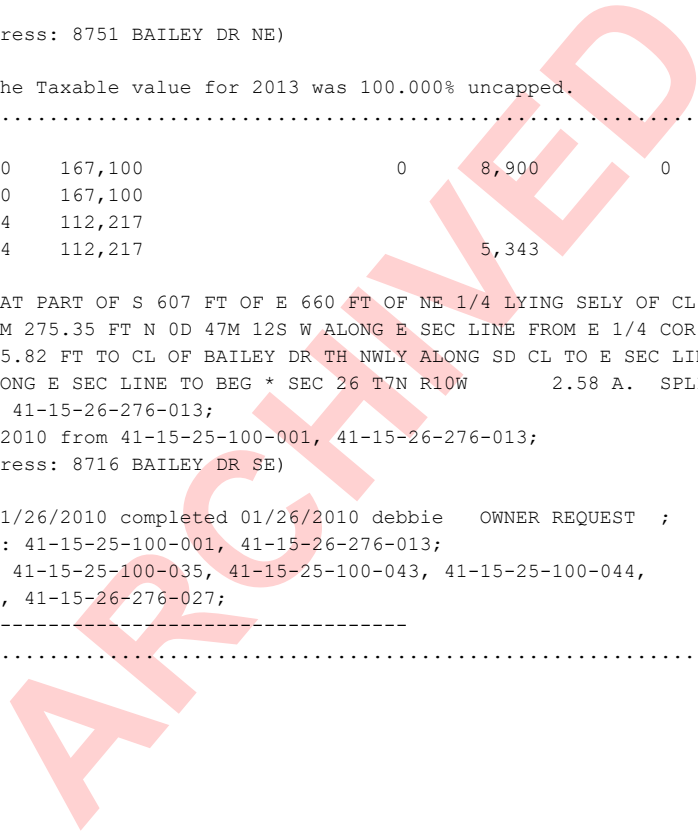 ress: 8751 BAILEY DR NE)
he Taxable value for 2013 was 100.000% uncapped.
..........................................................
0 167,100 0 8,900 0
0 167,100
4 112,217
4 112,217 5,343
AT PART OF S 607 FT OF E 660 FT OF NE 1/4 LYING SELY OF CL
M 275.35 FT N 0D 47M 12S W ALONG E SEC LINE FROM E 1/4 COR
5.82 FT TO CL OF BAILEY DR TH NWLY ALONG SD CL TO E SEC LI
ONG E SEC LINE TO BEG * SEC 26 T7N R10W 2.58 A. SPL
41-15-26-276-013;
2010 from 41-15-25-100-001, 41-15-26-276-013;
ress: 8716 BAILEY DR SE)
1/26/2010 completed 01/26/2010 debbie OWNER REQUEST ;
: 41-15-25-100-001, 41-15-26-276-013;
41-15-25-100-035, 41-15-25-100-043, 41-15-25-100-044,
, 41-15-26-276-027;
----------------------------------
..........................................................
ARCHIVED